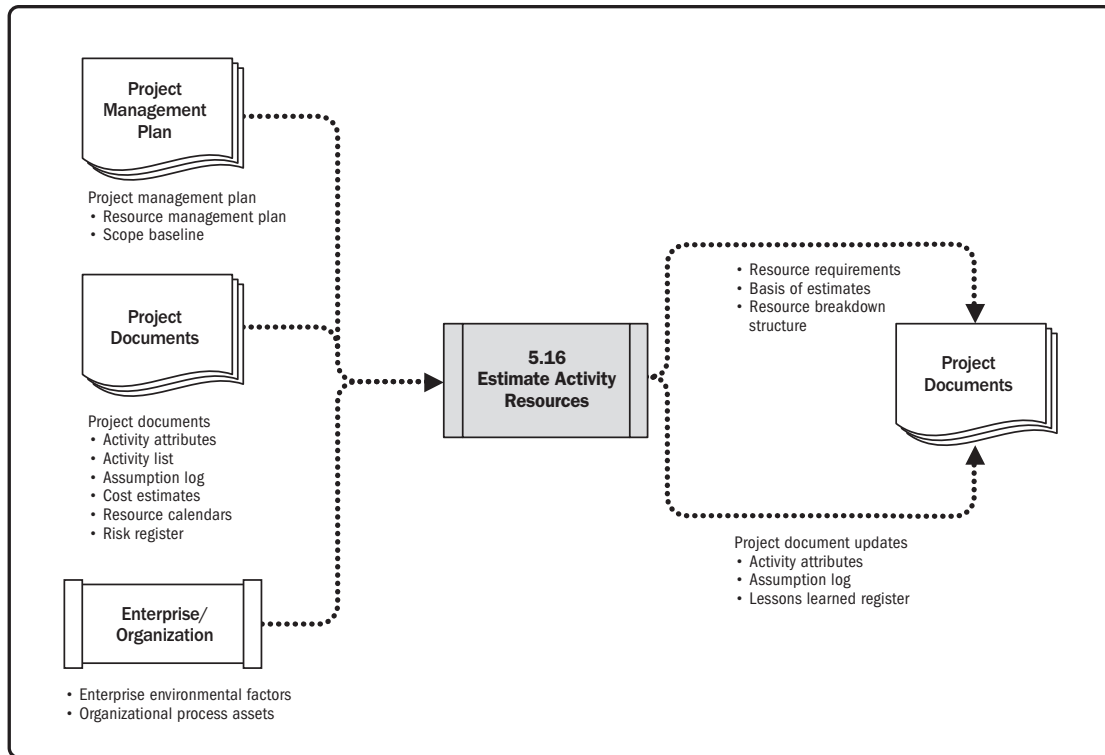 Project
Management
Plan
Project management plan
• Resource management plan
• Scope baseline
Project
Documents
Project documents
• Activity attributes
• Activity list
• Assumption log
• Cost estimates
• Resource calendars
• Risk register
Enterprise/
Organization
• Enterprise environmental factors
• Organizational process assets
5.16
Estimate Activity
Resources
• Resource requirements
• Basis of estimates
• Resource breakdown
structure
Project
Documents
Project document updates
• Activity attributes
• Assumption log
• Lessons learned register